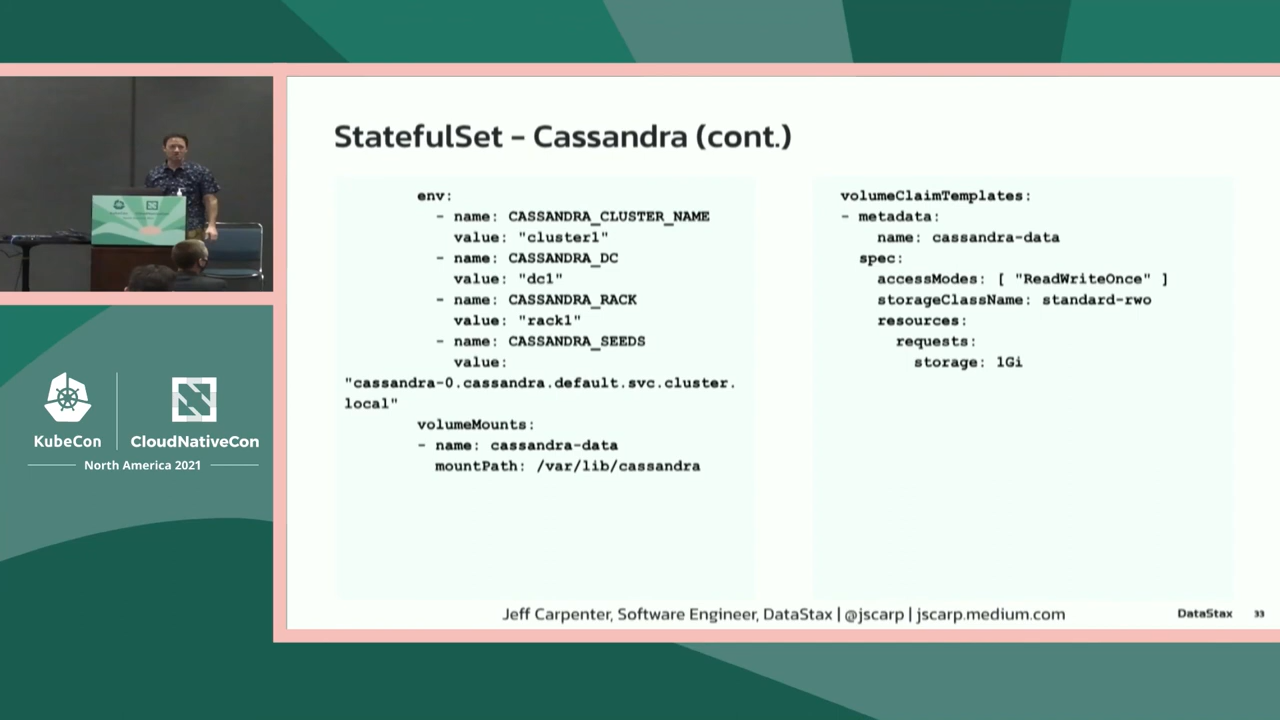 StatefulSet – Cassandra (cont.)
env:
- name: CASSANDRA_CLUSTER_NAME
value: "cluster1"
- name: CASSANDRA_DC
value: "dc1"
- name: CASSANDRA_RACK
value: "rack1"
- name: CASSANDRA_SEEDS
value:
"cassandra-0.cassandra.default.svc.cluster.
local"
volumeMounts:
- name: cassandra-data
mountPath: /var/lib/cassandra
volumeClaimTemplates:
- metadata:
name: cassandra-data
spec:
accessModes: [ "ReadWriteOnce" ]
storageClassName: standard-rwo
resources:
requests:
storage: 1Gi
Jeff Carpenter, Software Engineer, DataStax | @jscarp | jscarp.medium.com
DataStax 33
KubeCon
CloudNativeCon
North America 2021